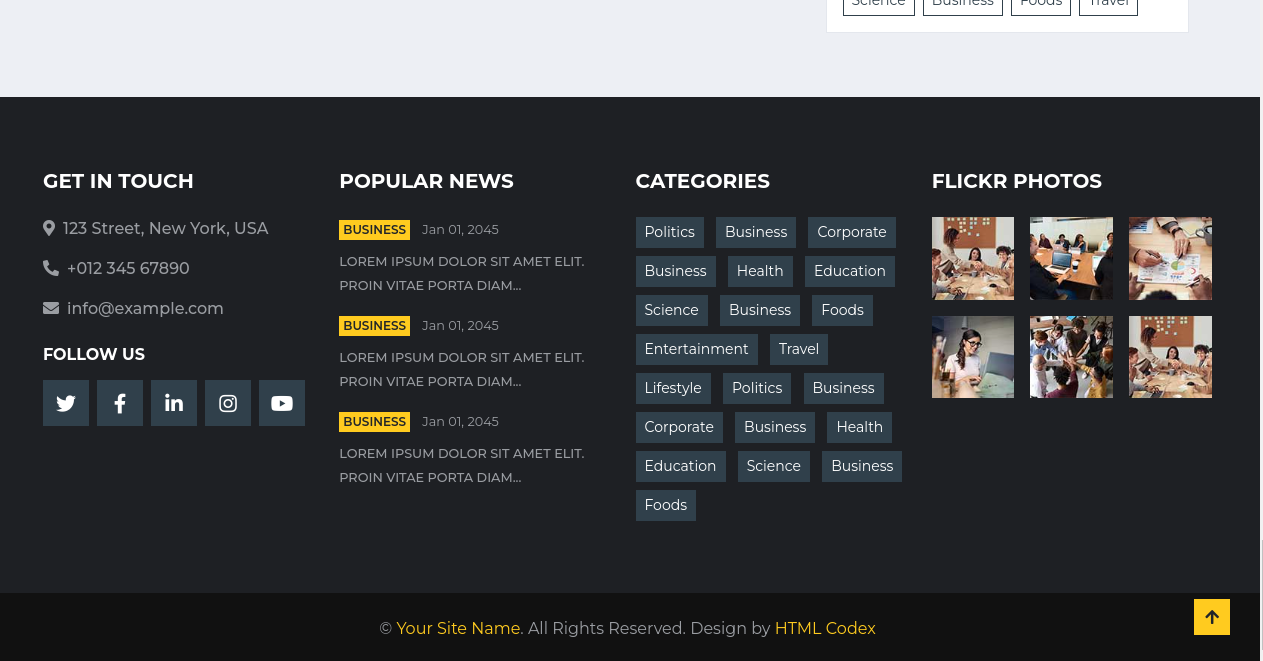 Science Business Foods Travel
GET IN TOUCH
123 Street, New York, USA
+012 345 67890
info@example.com
FOLLOW US
POPULAR NEWS
BUSINESS Jan 01, 2045
LOREM IPSUM DOLOR SIT AMET ELIT.
PROIN VITAE PORTA DIAM...
BUSINESS Jan 01, 2045
LOREM IPSUM DOLOR SIT AMET ELIT.
PROIN VITAE PORTA DIAM...
BUSINESS Jan 01, 2045
LOREM IPSUM DOLOR SIT AMET ELIT.
PROIN VITAE PORTA DIAM...
CATEGORIES
Politics Business Corporate
Business Health Education
Science Business Foods
Entertainment Travel
Lifestyle Politics Business
Corporate Business Health
Education Science Business
Foods
FLICKR PHOTOS
© Your Site Name. All Rights Reserved. Design by HTML Codex